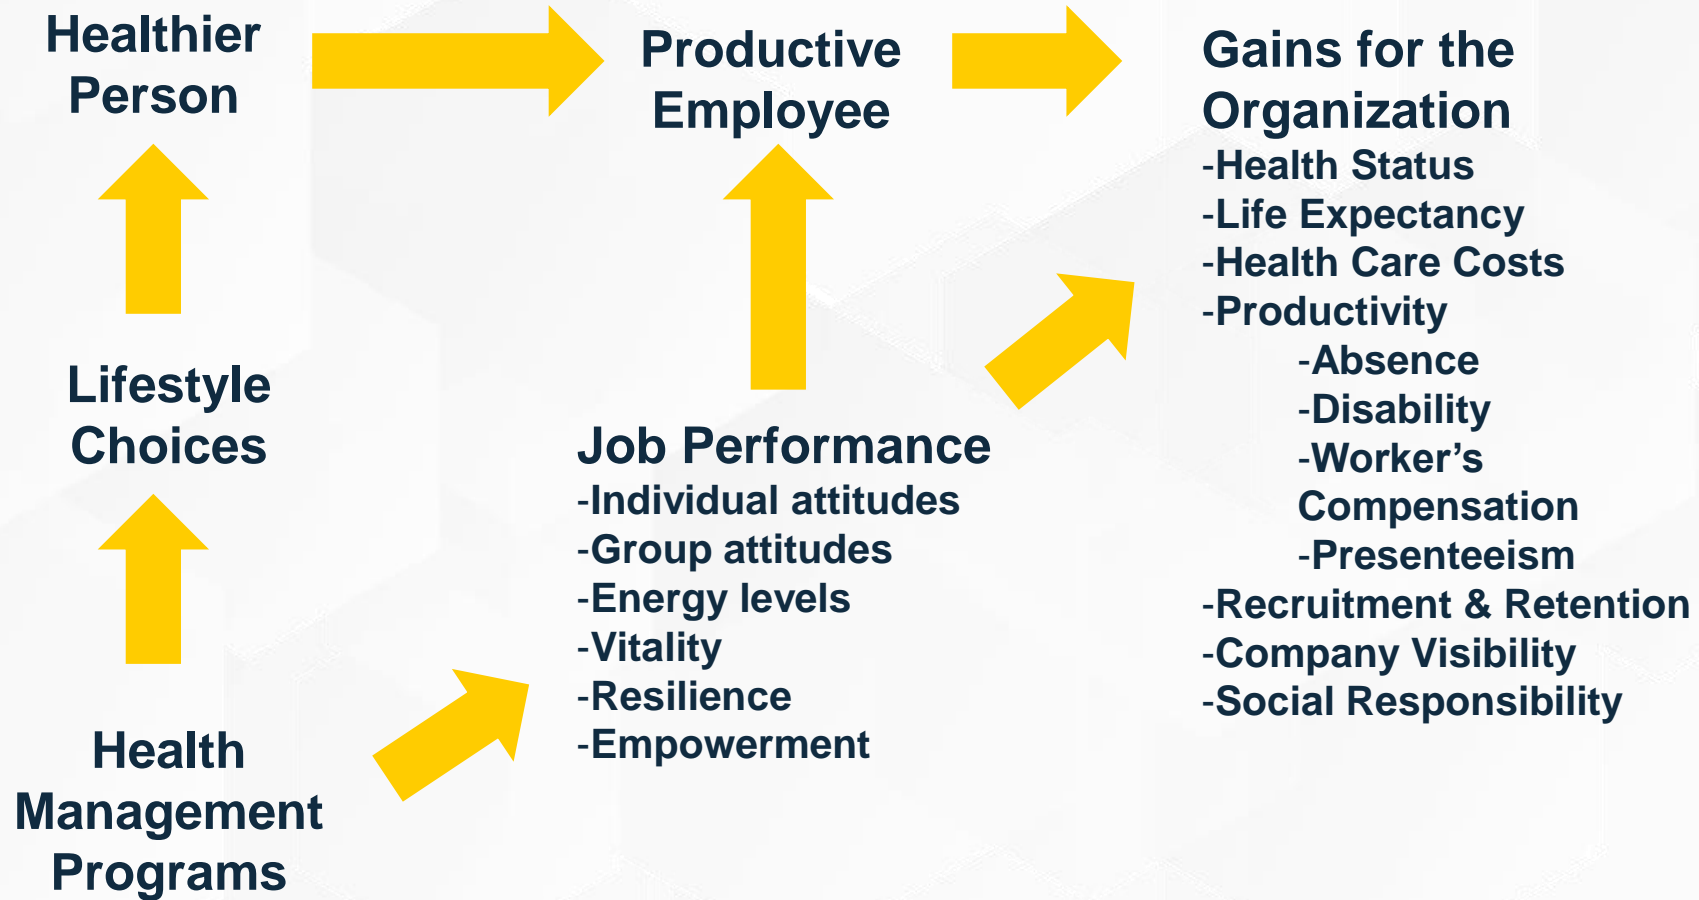 Healthier
Person
Productive
Employee
Gains for the
Organization
-Health Status
-Life Expectancy
-Health Care Costs
-Productivity
-Absence
-Disability
-Worker’s
Compensation
-Presenteeism
-Recruitment & Retention
-Company Visibility
-Social Responsibility
Lifestyle
Choices
Job Performance
-Individual attitudes
-Group attitudes
-Energy levels
-Vitality
-Resilience
-Empowerment
Health
Management
Programs